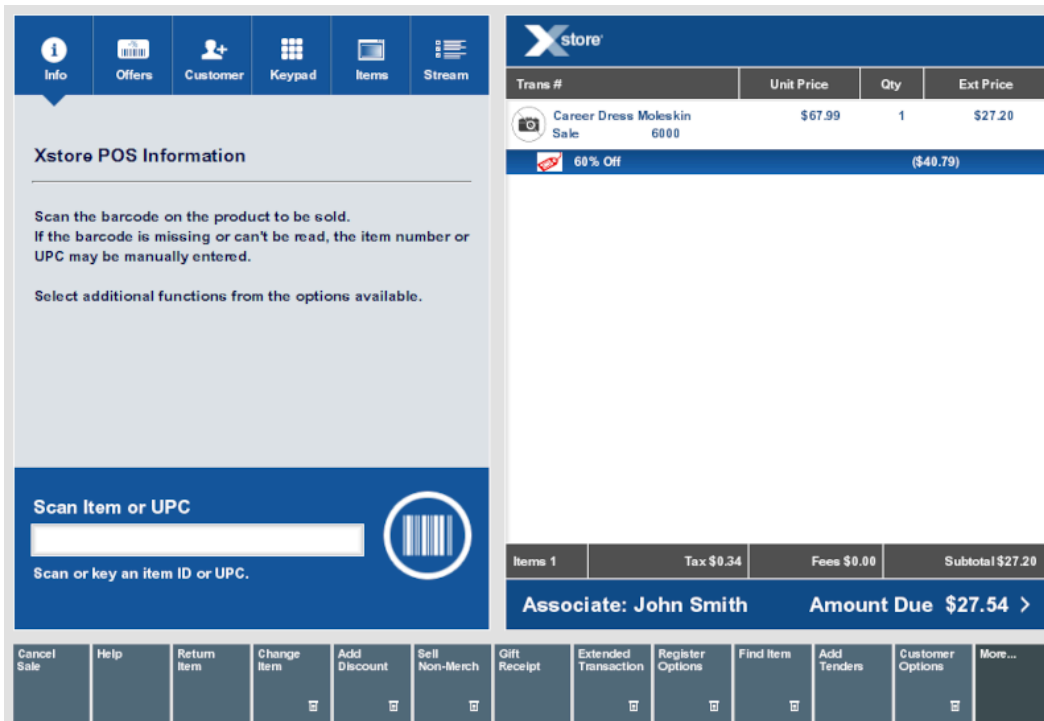 Info Offers Customer Keypad Items Stream
Xstore POS Information
Scan the barcode on the product to be sold.
If the barcode is missing or can't be read, the item number or
UPC may be manually entered.
Select additional functions from the options available.
Scan Item or UPC
Scan or key an item ID or UPC.
Xstore
Trans # Unit Price Qty Ext Price
Career Dress Moleskin $67.99 1 $27.20
Sale 6000
60% Off ($40.79)
Items 1 Tax $0.34 Fees $0.00 Subtotal $27.20
Associate: John Smith Amount Due $27.54 >
Cancel Help Return Change Add Sell Gift Extended Register Find Item Add Customer More...
Sale Item Item Discount Non-Merch Receipt Transaction Options Tenders Options